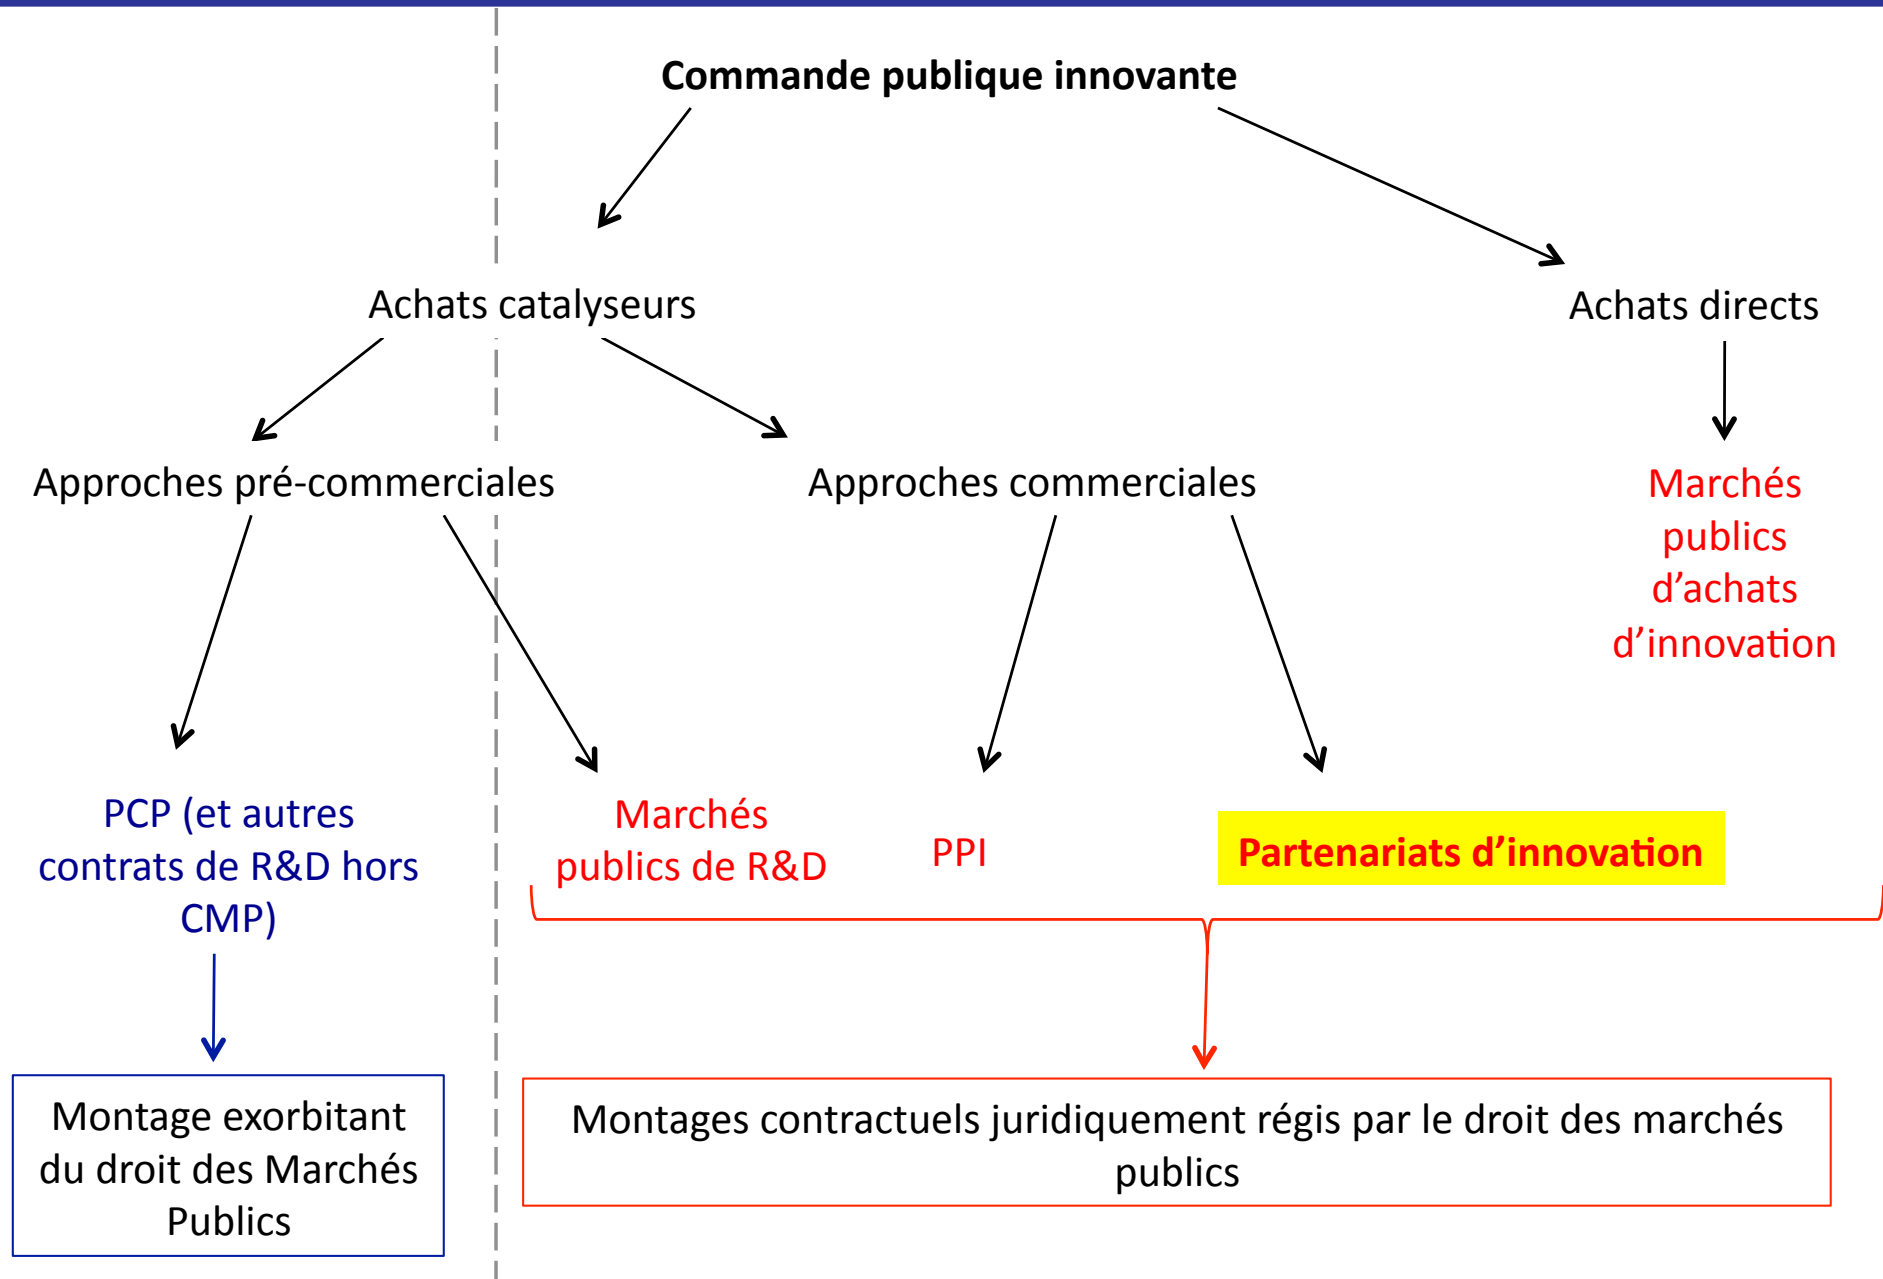 Commande publique innovante
Achats catalyseurs
Achats directs
Approches pré-commerciales
Approches commerciales
Marchés
publics
d’achats
d’innovation
PCP (et autres
contrats de R&D hors
CMP)
Marchés
publics de R&D
PPI
Partenariats d’innovation
Montage exorbitant
du droit des Marchés
Publics
Montages contractuels juridiquement régis par le droit des marchés
publics